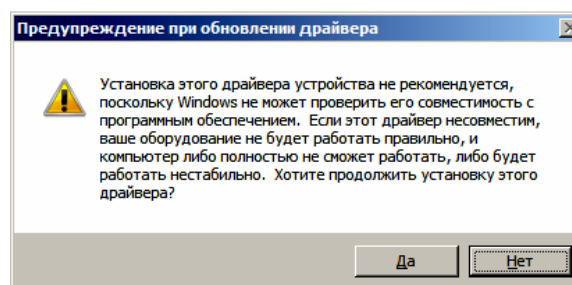 Предупреждение при обновлении драйвера
Установка этого драйвера устройства не рекомендуется,
поскольку Windows не может проверить его совместимость с
программным обеспечением.  Если этот драйвер несовместим,
ваше оборудование не будет работать правильно, и
компьютер либо полностью не сможет работать, либо будет
работать нестабильно.  Хотите продолжить установку этого
драйвера?
Да
Нет